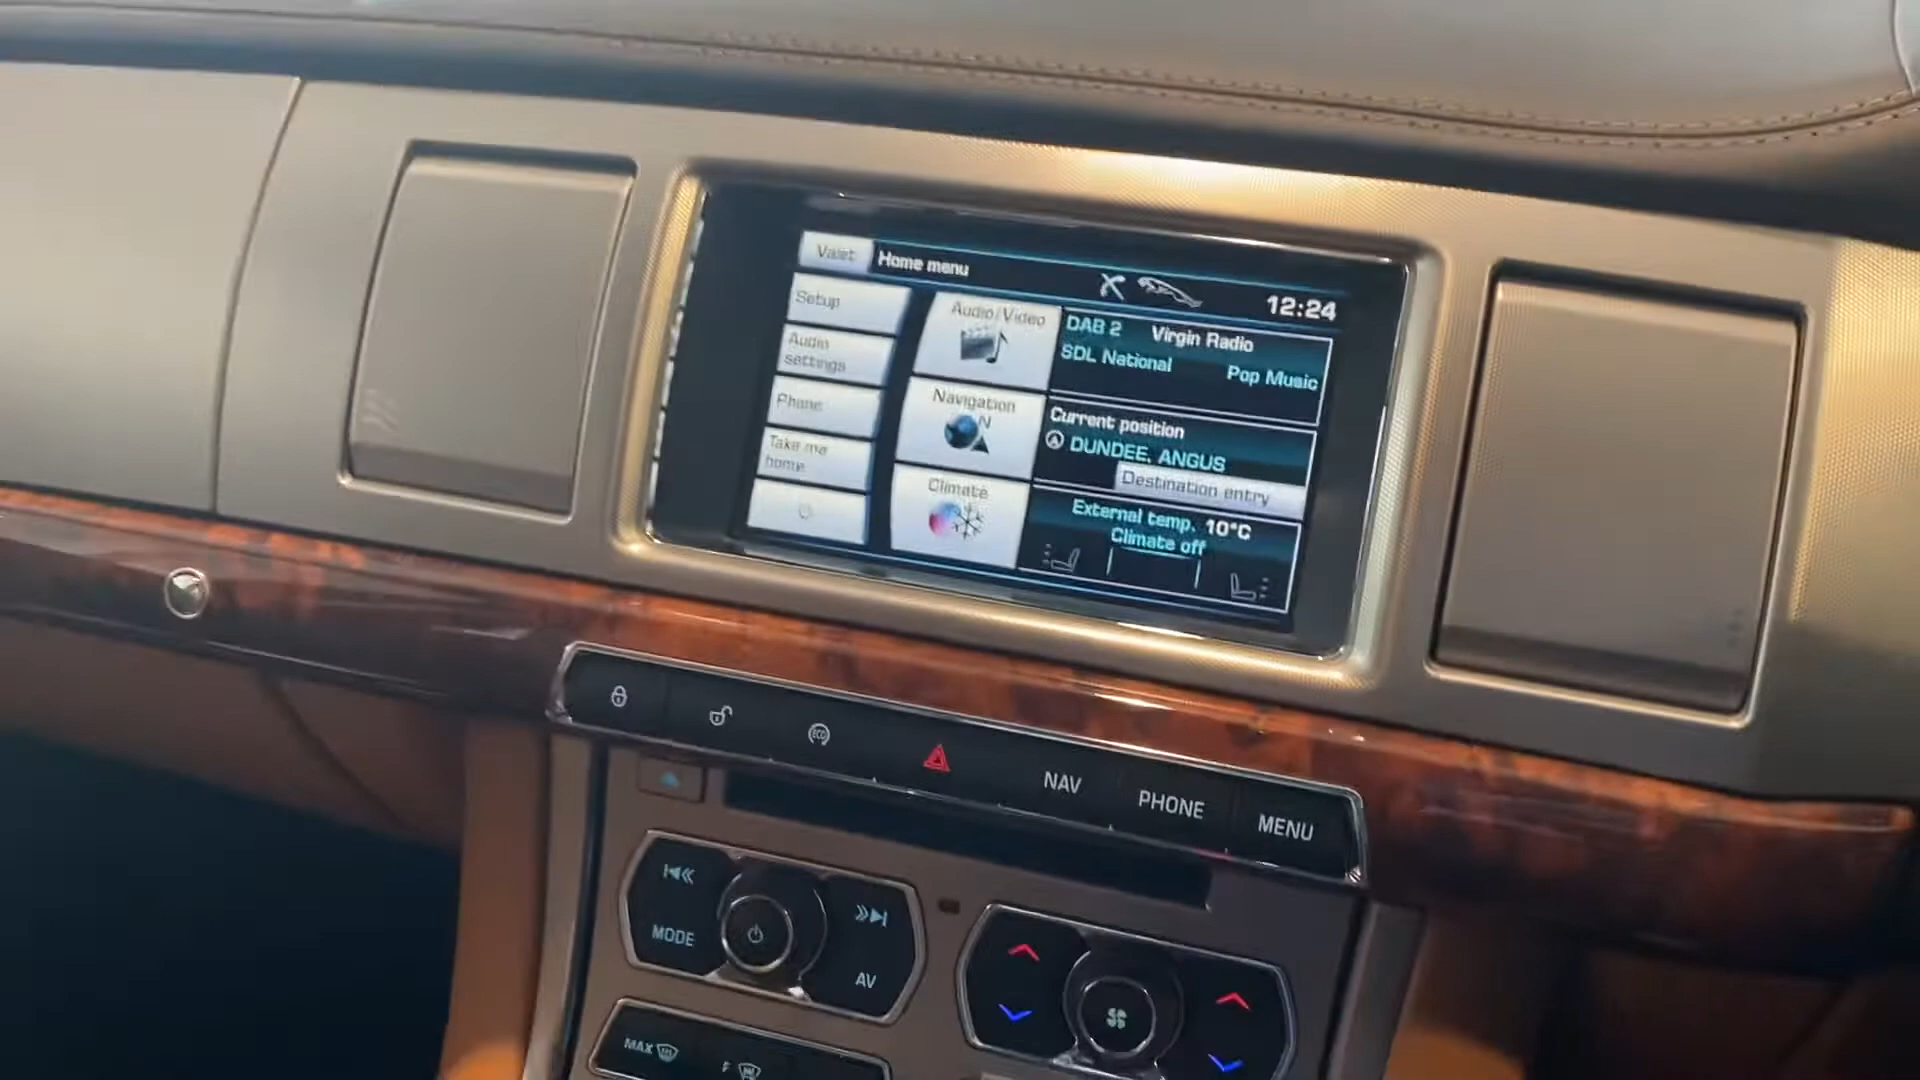 Valet
Home menu
12:24
Setup
Audio
settings
Phone
Take me
home
Audio/Video
DAB 2
Virgin Radio
SDL National
Pop Music
Navigation
N
Current position
DUNDEE, ANGUS
Destination entry
Climate
External temp. 10°C
Climate off
ECO
NAV
PHONE
MENU
MODE
AV
MAX
F